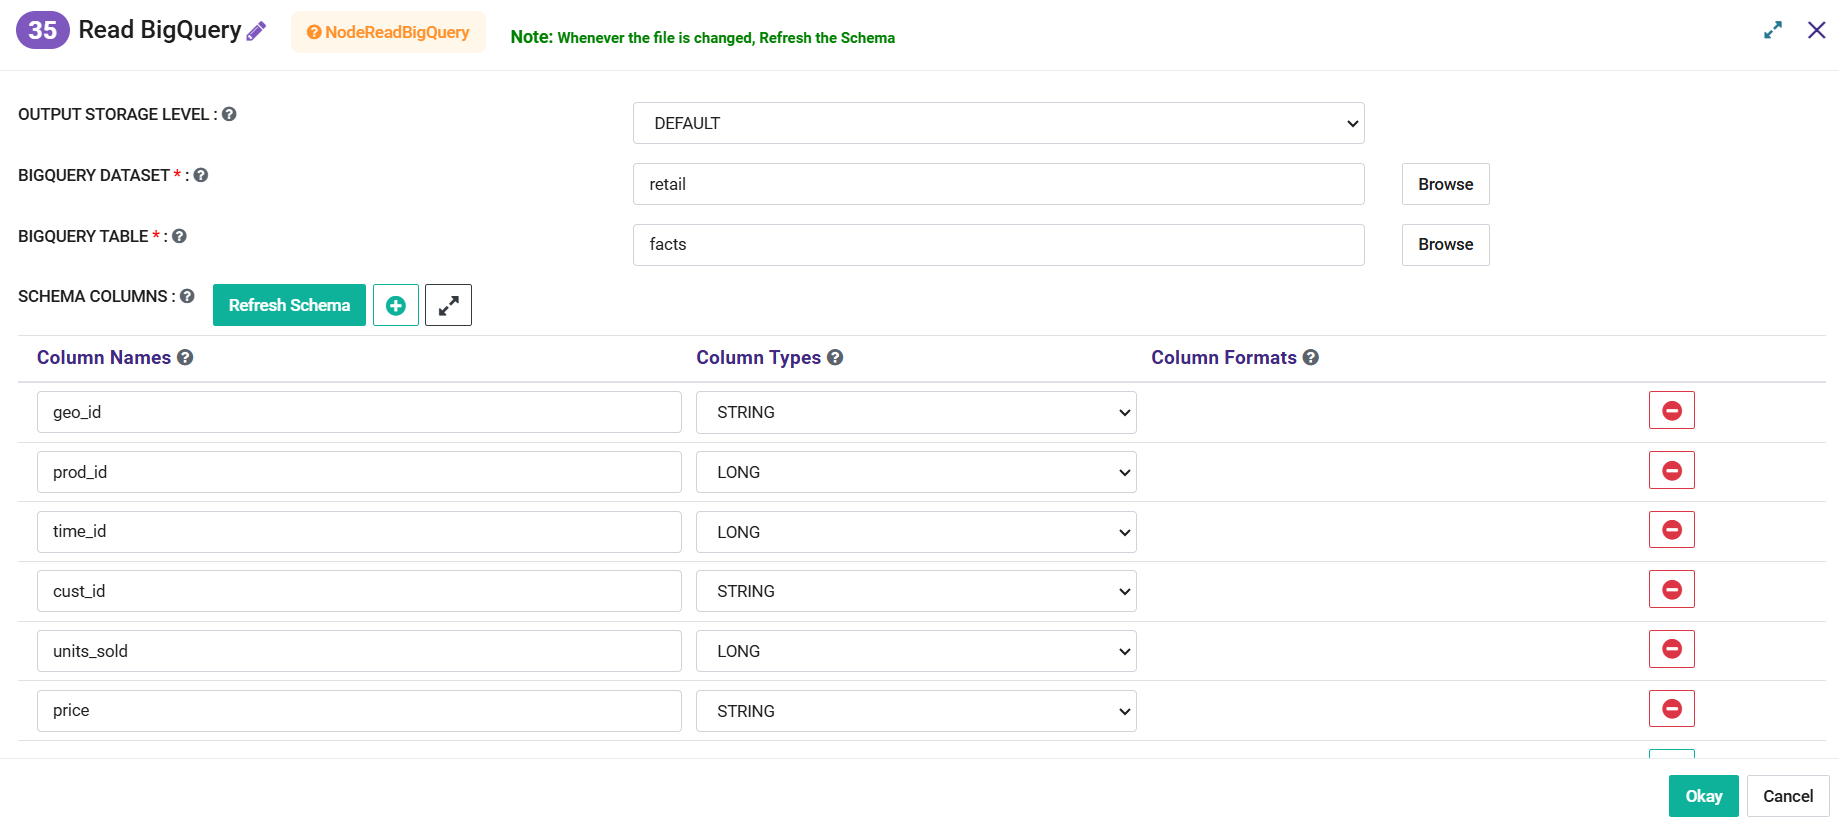 35 Read BigQuery NodeReadBigQuery Note: Whenever the file is changed, Refresh the Schema
OUTPUT STORAGE LEVEL : DEFAULT
BIGQUERY DATASET * : retail Browse
BIGQUERY TABLE * : facts Browse
SCHEMA COLUMNS : Refresh Schema
Column Names Column Types Column Formats
geo_id STRING
prod_id LONG
time_id LONG
cust_id STRING
units_sold LONG
price STRING
Okay Cancel